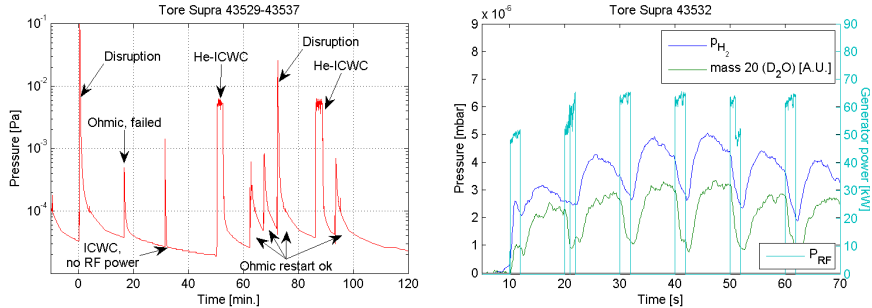 Tore Supra 43529-43537
Pressure [Pa]
10^-1
10^-2
10^-3
10^-4
Disruption
He-ICWC
Disruption
He-ICWC
Ohmic, failed
ICWC,
no RF power
Ohmic restart ok
0 20 40 60 80 100 120
Time [min.]
Tore Supra 43532
9 x 10^-6
8
7
6
5
4
3
2
1
0
Pressure [mbar]
p_H2
mass 20 (D2O) [A.U.]
P_RF
90
80
70
60
50
40
30
20
10
0
Generator power [kW]
0 10 20 30 40 50 60 70
Time [s]